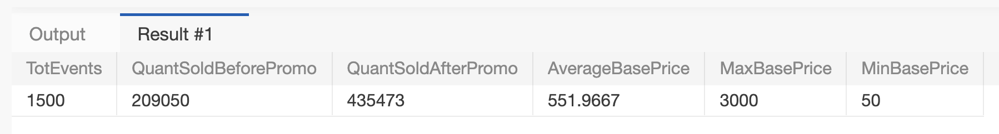 Output Result #1
TotEvents QuantSoldBeforePromo QuantSoldAfterPromo AverageBasePrice MaxBasePrice MinBasePrice
1500 209050 435473 551.9667 3000 50